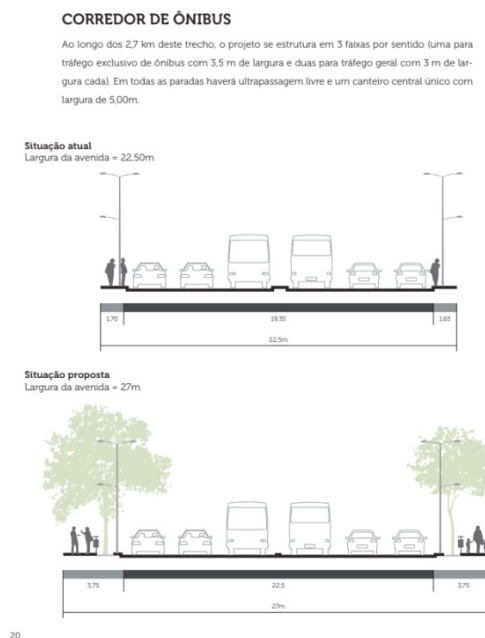 CORREDOR DE ÔNIBUS
Ao longo dos 2,7 km deste trecho, o projeto se estrutura em 3 faixas por sentido (uma para
tráfego exclusivo de ônibus com 3,5 m de largura e duas para tráfego geral com 3 m de lar-
gura cada). Em todas as paradas haverá ultrapassagem livre e um canteiro central único com
largura de 5,00m.
Situação atual
Largura da avenida = 22,50m
1,70 19,35 1,65
22,5m
Situação proposta
Largura da avenida = 27m
3,75 22,5 3,75
27m
20